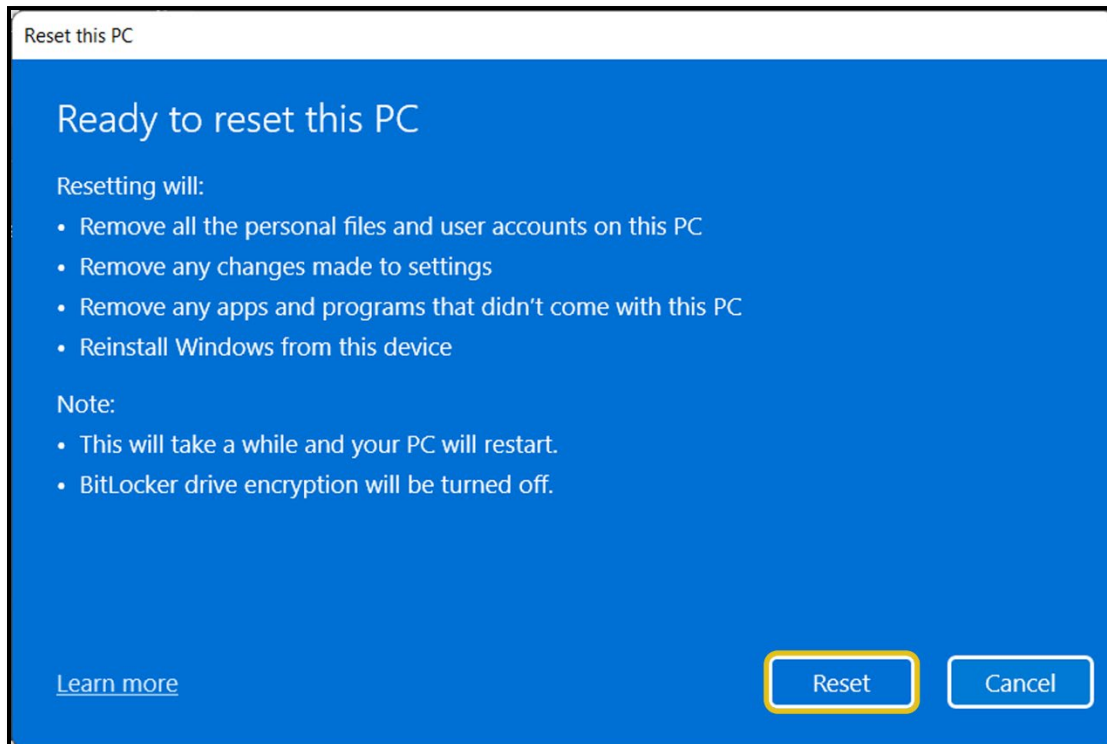 Reset this PC
Ready to reset this PC
Resetting will:
• Remove all the personal files and user accounts on this PC
• Remove any changes made to settings
• Remove any apps and programs that didn’t come with this PC
• Reinstall Windows from this device
Note:
• This will take a while and your PC will restart.
• BitLocker drive encryption will be turned off.
Learn more
Reset
Cancel